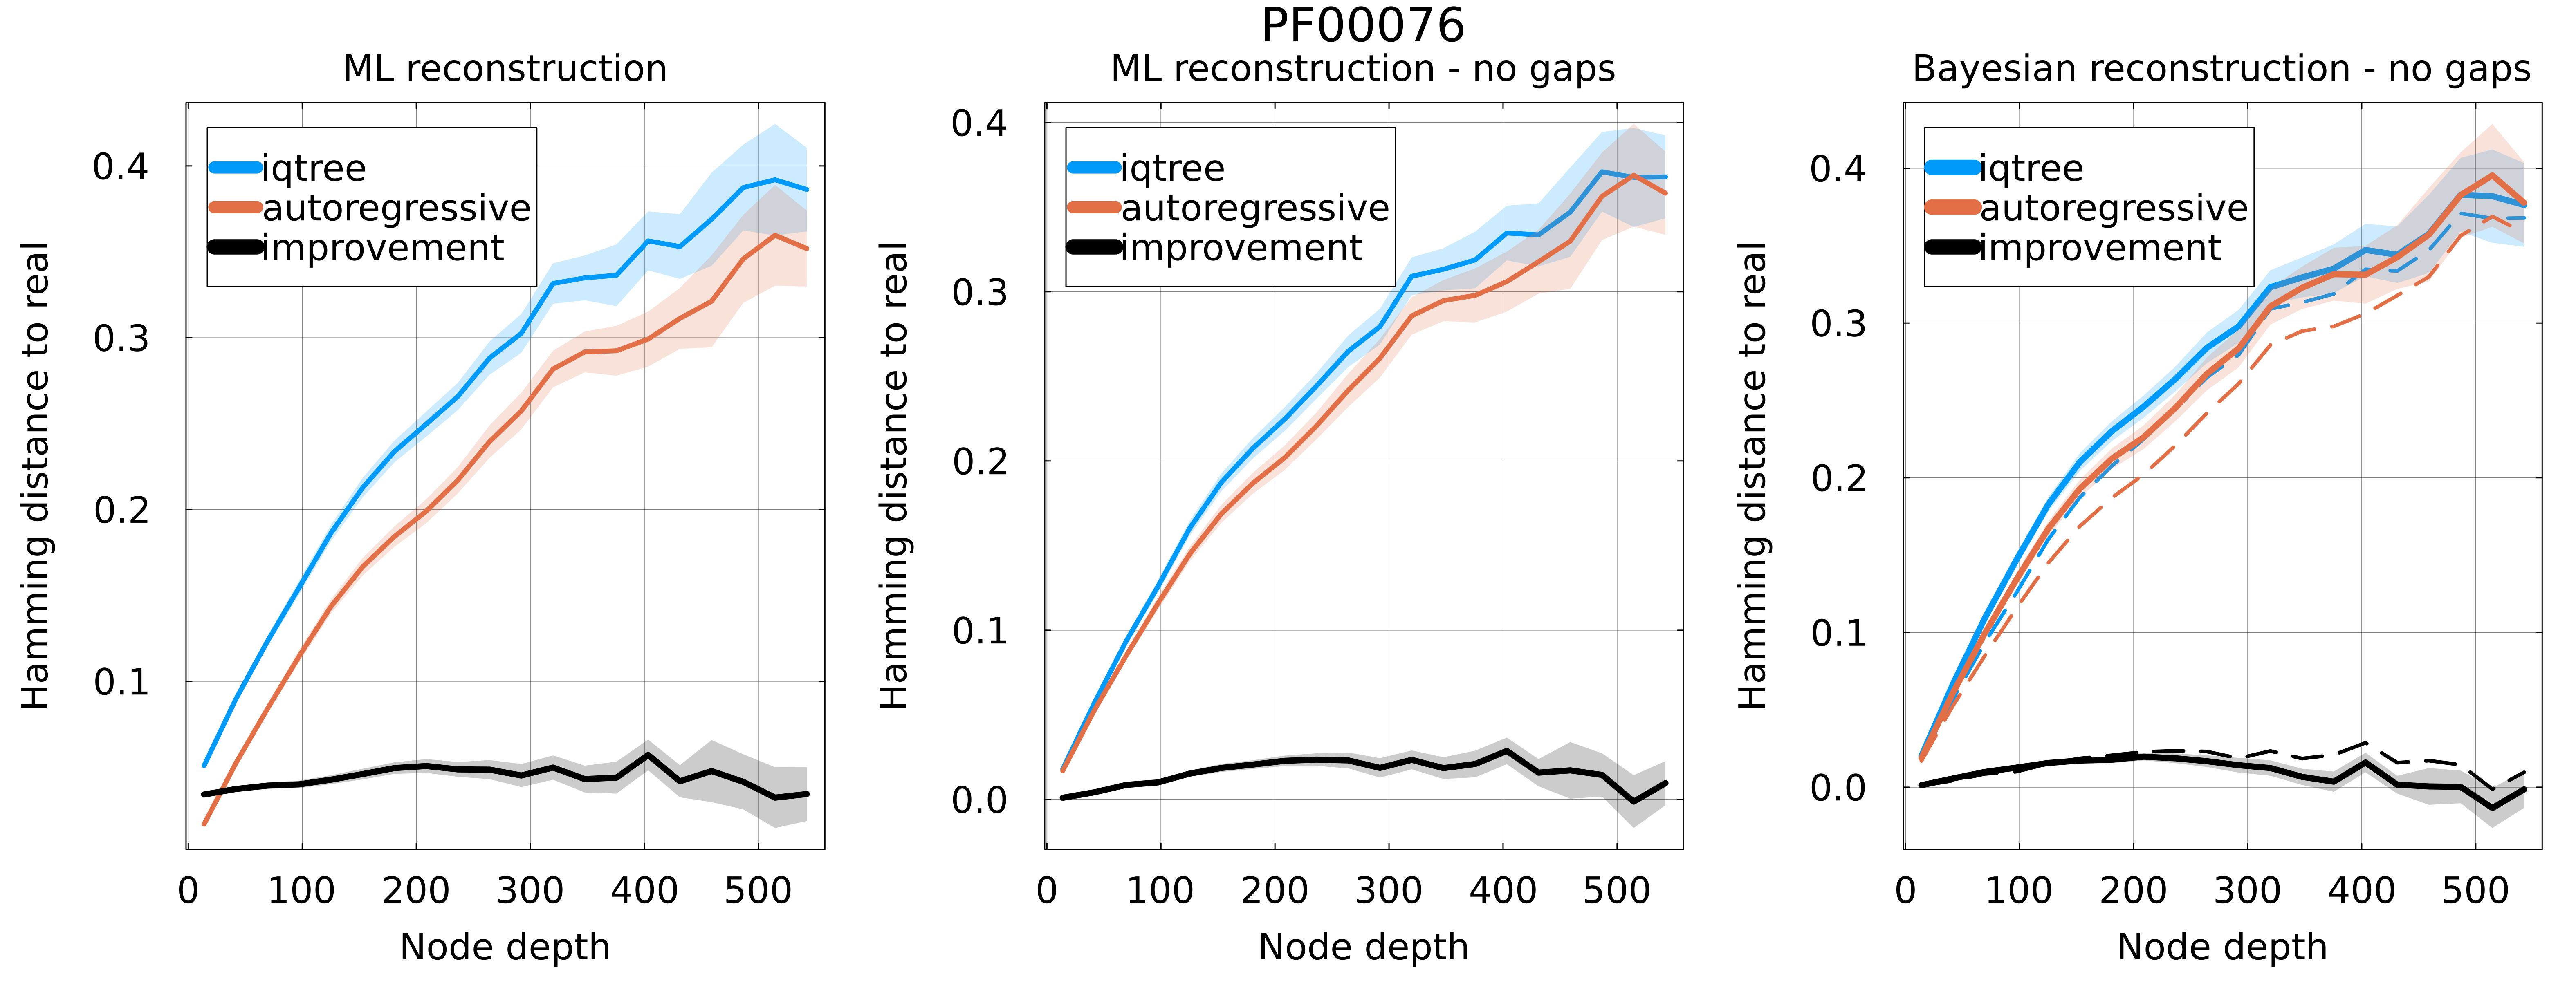 PF00076
ML reconstruction
Hamming distance to real
0.4
0.3
0.2
0.1
iqtree
autoregressive
improvement
0 100 200 300 400 500
Node depth
ML reconstruction - no gaps
Hamming distance to real
0.4
0.3
0.2
0.1
0.0
iqtree
autoregressive
improvement
0 100 200 300 400 500
Node depth
Bayesian reconstruction - no gaps
Hamming distance to real
0.4
0.3
0.2
0.1
0.0
iqtree
autoregressive
improvement
0 100 200 300 400 500
Node depth